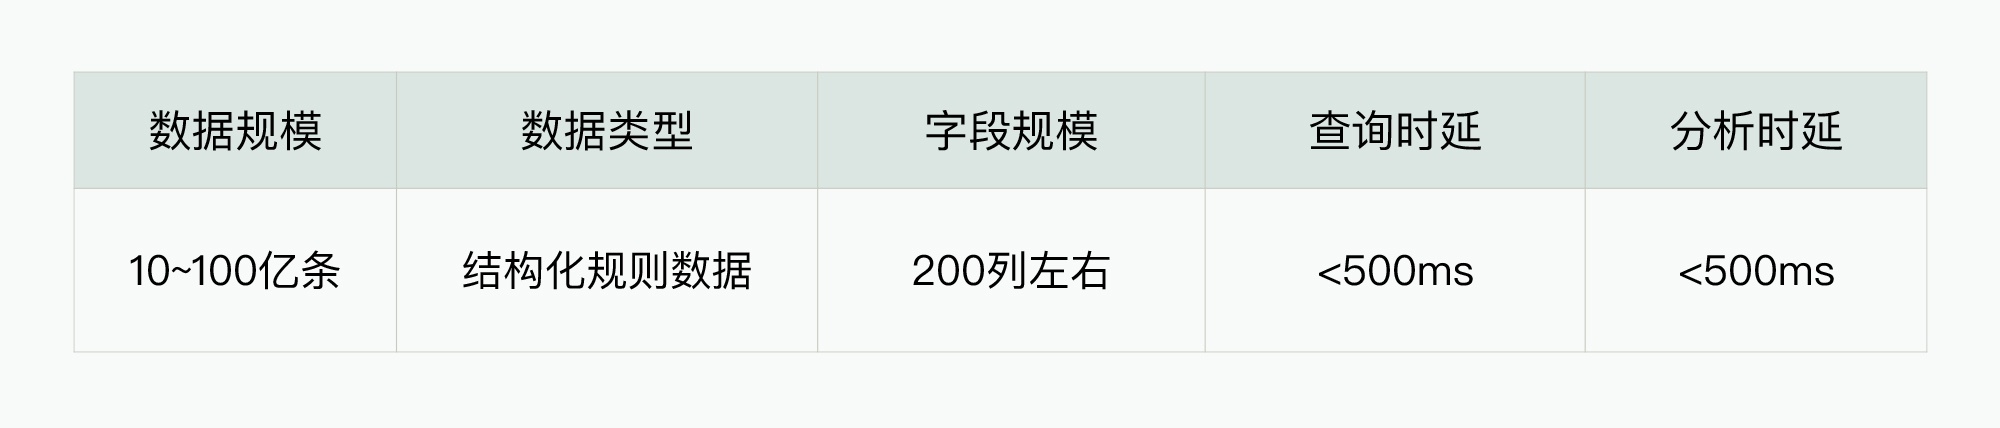 数据规模 数据类型 字段规模 查询时延 分析时延
10~100亿条 结构化规则数据 200列左右 <500ms <500ms